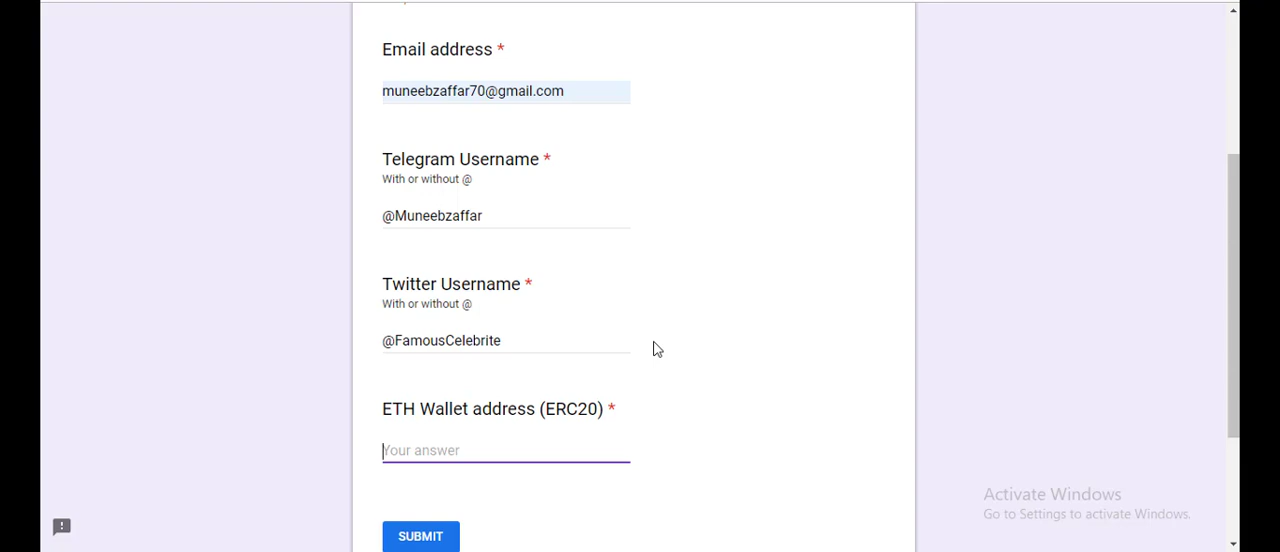 Email address *
muneebzaffar70@gmail.com
Telegram Username *
With or without @
@Muneebzaffar
Twitter Username *
With or without @
@FamousCelebrite
ETH Wallet address (ERC20) *
Your answer
SUBMIT
Activate Windows
Go to Settings to activate Windows.